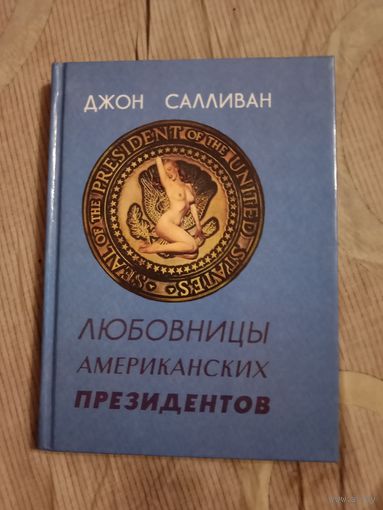 ДЖОН САЛЛИВАН
SEAL OF THE PRESIDENT OF THE UNITED STATES
ЛЮБОВНИЦЫ
АМЕРИКАНСКИХ
ПРЕЗИДЕНТОВ